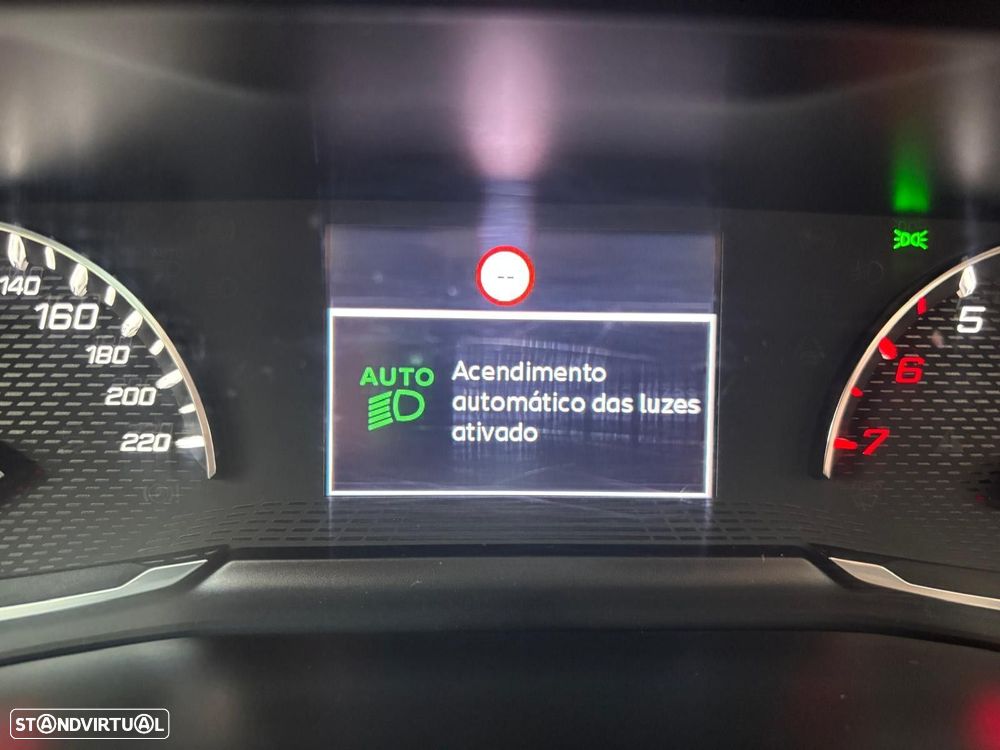 --
140
160
180
200
220
5
6
7
AUTO
Acendimento
automático das luzes
ativado
STANDVIRTUAL